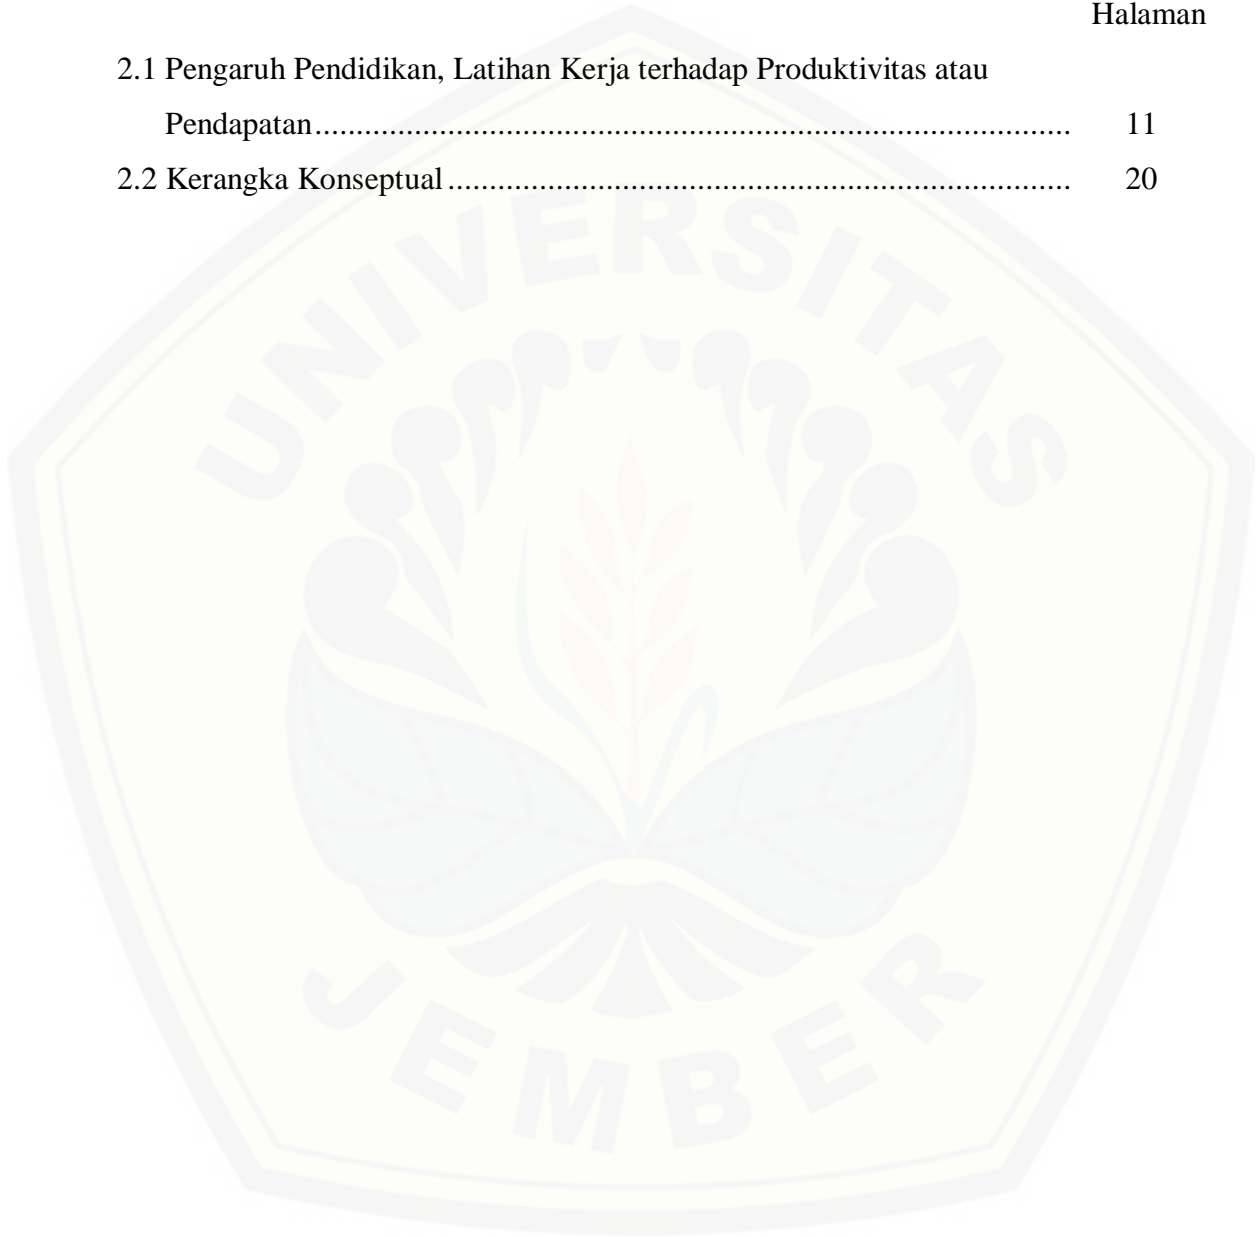 Halaman
2.1 Pengaruh Pendidikan, Latihan Kerja terhadap Produktivitas atau
Pendapatan........................................................................................... 11
2.2 Kerangka Konseptual........................................................................... 20
UNIVERSITAS
JEMBER